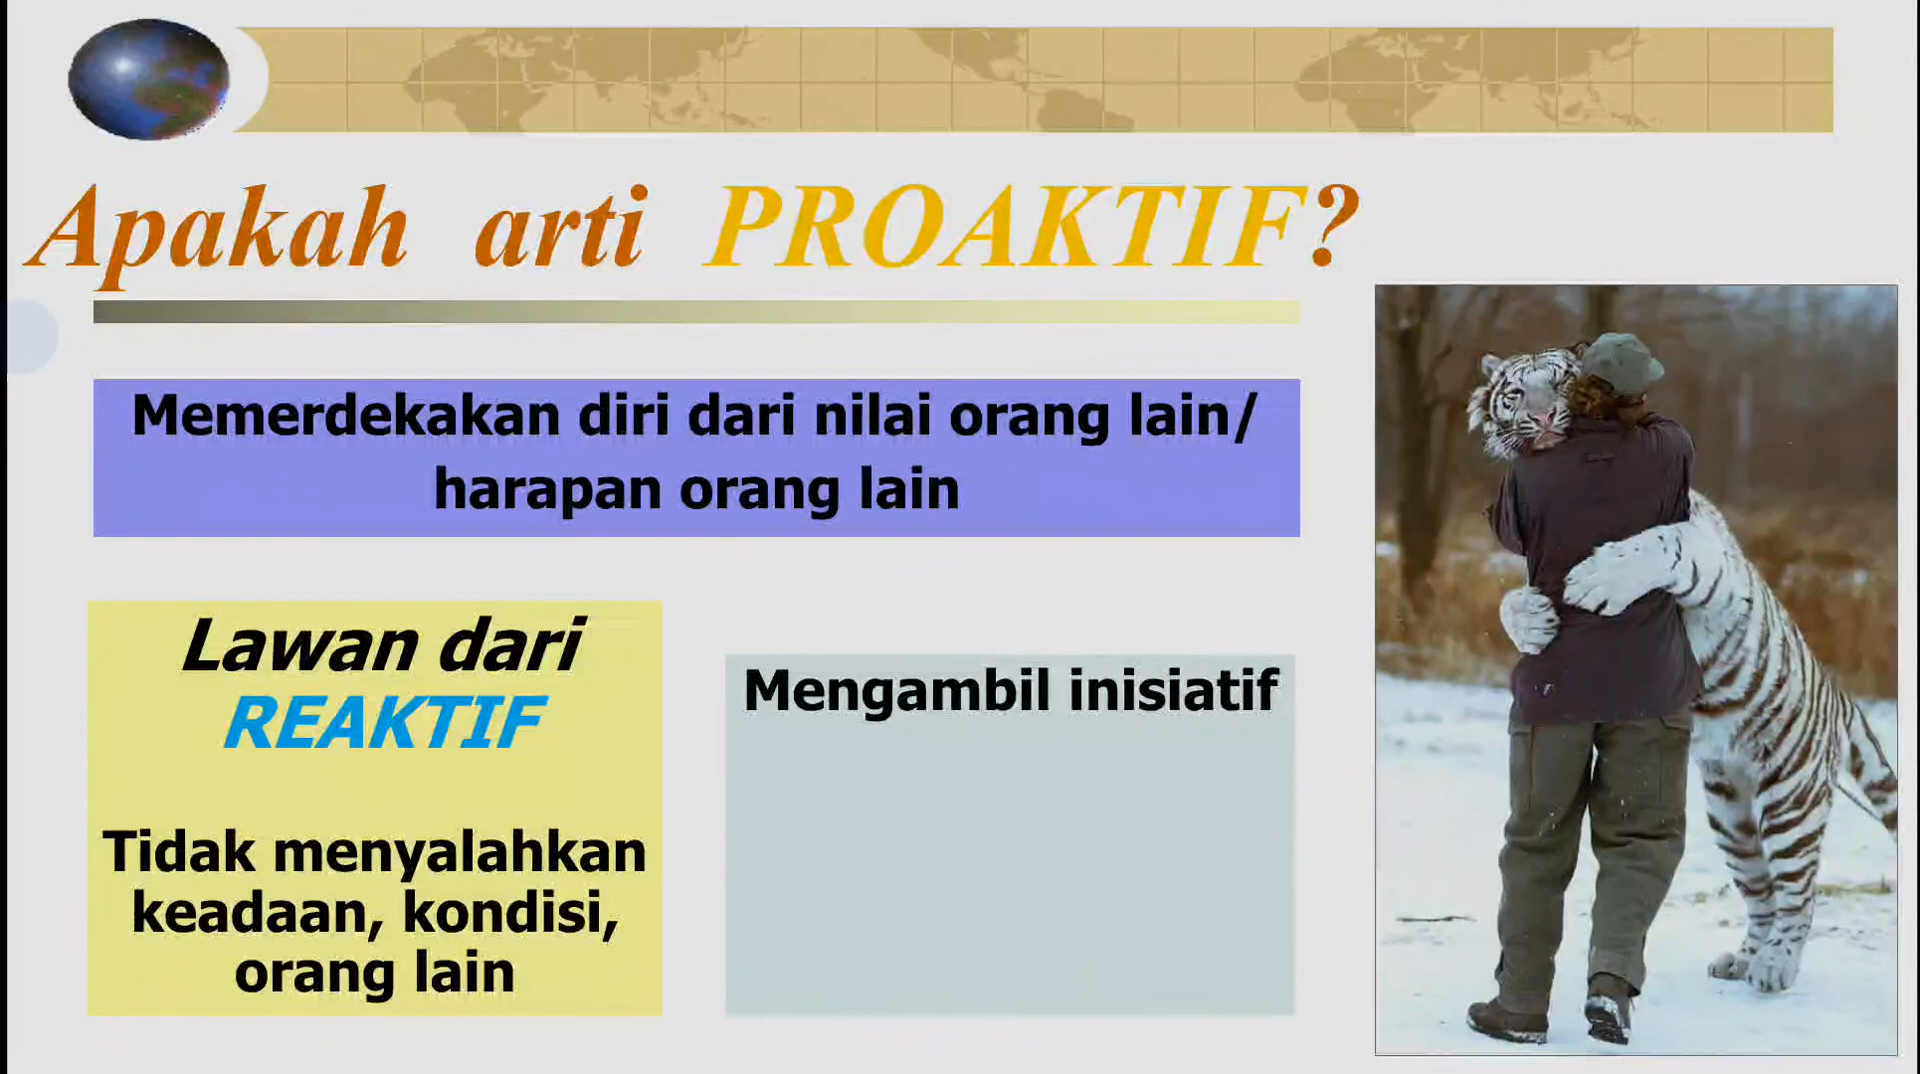 Apakah arti PROAKTIF?
Memerdekakan diri dari nilai orang lain/
harapan orang lain
Lawan dari
REAKTIF
Tidak menyalahkan
keadaan, kondisi,
orang lain
Mengambil inisiatif